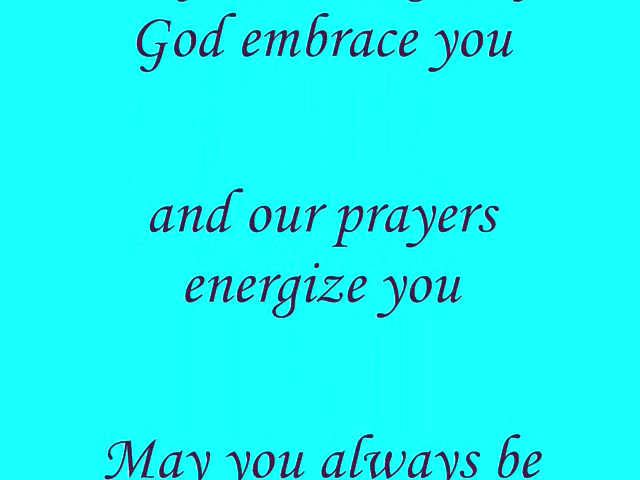 God embrace you
and our prayers
energize you
May you always be